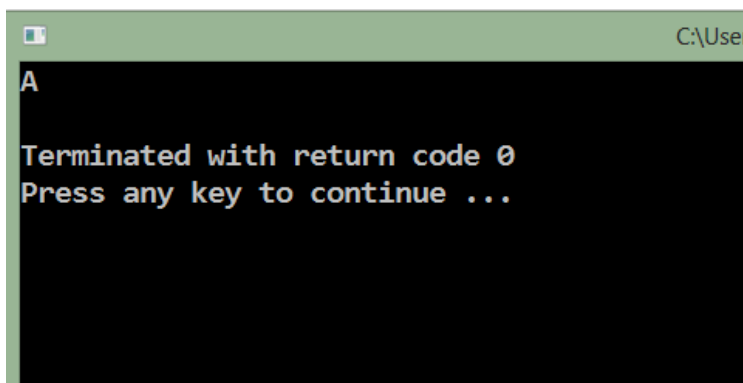 C:\Use
A
Terminated with return code 0
Press any key to continue ...